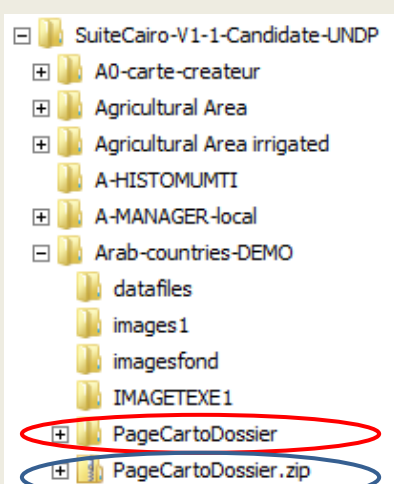 SuiteCairo-V1-1-Candidate-UNDP
A0-carte-createur
Agricultural Area
Agricultural Area irrigated
A-HISTOMUMTI
A-MANAGER-local
Arab-countries-DEMO
datafiles
images1
imagesfond
IMAGETEXE1
PageCartoDossier
PageCartoDossier.zip